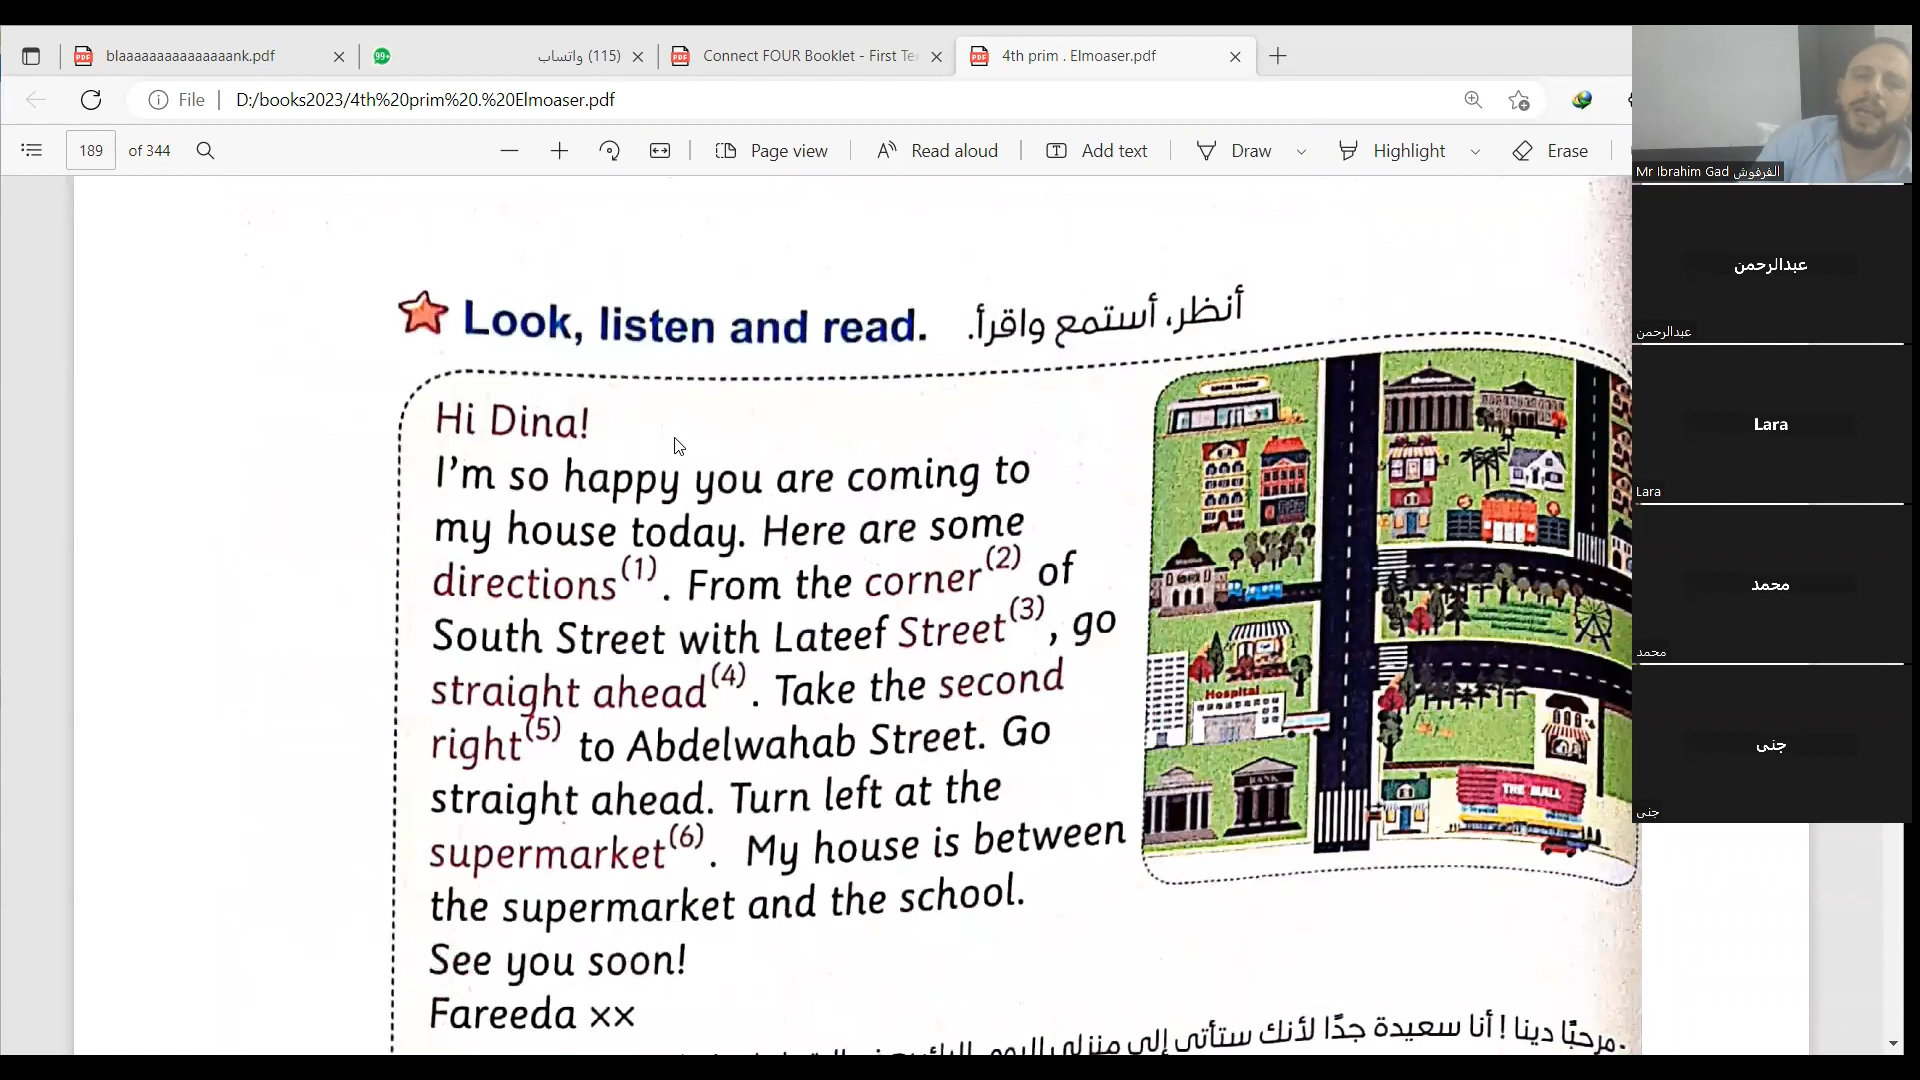 blaaaaaaaaaaaaaaaank.pdf
99+
(115) واتساب
Connect FOUR Booklet - First Te
4th prim . Elmoaser.pdf
File
D:/books2023/4th%20prim%20.%20Elmoaser.pdf
189 of 344
Page view
Read aloud
Add text
Draw
Highlight
Erase
Look, listen and read. أنظر، أستمع واقرأ.
Hi Dina!
I'm so happy you are coming to
my house today. Here are some
directions(1). From the corner(2) of
South Street with Lateef Street(3), go
straight ahead(4). Take the second
right(5) to Abdelwahab Street. Go
straight ahead. Turn left at the
supermarket(6). My house is between
the supermarket and the school.
See you soon!
Fareeda xx
Hospital
BANK
THE MALL
مرحبًا دينا ! أنا سعيدة جدًا لأنك ستأتى إلى منزلى اليوم.
Mr Ibrahim Gad الفرفوش
عبدالرحمن
عبدالرحمن
Lara
Lara
محمد
محمد
جنى
جنى